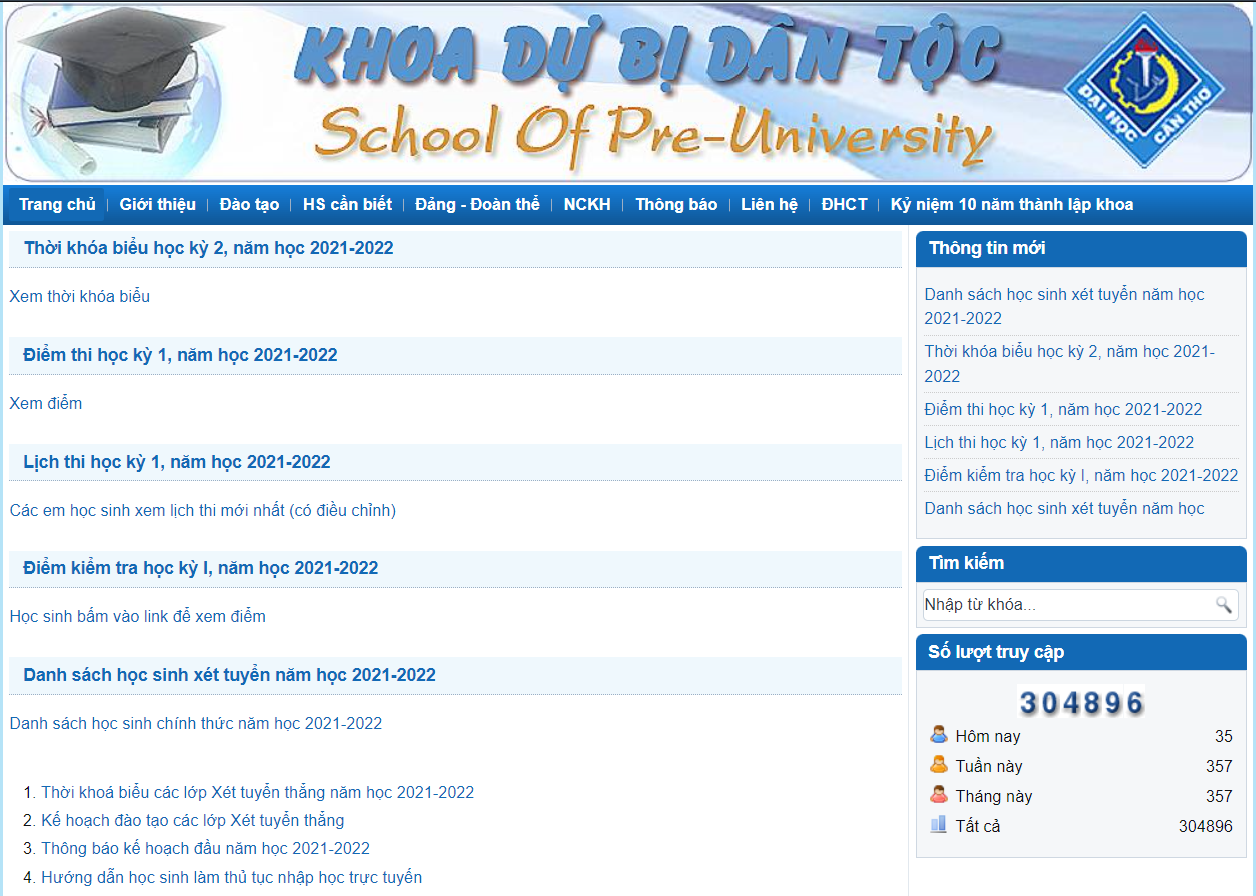 KHOA DỰ BỊ DÂN TỘC
School Of Pre-University
ĐẠI HỌC CẦN THƠ
Trang chủ | Giới thiệu | Đào tạo | HS cần biết | Đảng - Đoàn thể | NCKH | Thông báo | Liên hệ | ĐHCT | Kỷ niệm 10 năm thành lập khoa
Thời khóa biểu học kỳ 2, năm học 2021-2022
Xem thời khóa biểu
Điểm thi học kỳ 1, năm học 2021-2022
Xem điểm
Lịch thi học kỳ 1, năm học 2021-2022
Các em học sinh xem lịch thi mới nhất (có điều chỉnh)
Điểm kiểm tra học kỳ I, năm học 2021-2022
Học sinh bấm vào link để xem điểm
Danh sách học sinh xét tuyển năm học 2021-2022
Danh sách học sinh chính thức năm học 2021-2022
1. Thời khoá biểu các lớp Xét tuyển thẳng năm học 2021-2022
2. Kế hoạch đào tạo các lớp Xét tuyển thẳng
3. Thông báo kế hoạch đầu năm học 2021-2022
4. Hướng dẫn học sinh làm thủ tục nhập học trực tuyến
Thông tin mới
Danh sách học sinh xét tuyển năm học
2021-2022
Thời khóa biểu học kỳ 2, năm học 2021-
2022
Điểm thi học kỳ 1, năm học 2021-2022
Lịch thi học kỳ 1, năm học 2021-2022
Điểm kiểm tra học kỳ I, năm học 2021-2022
Danh sách học sinh xét tuyển năm học
Tìm kiếm
Nhập từ khóa...
Số lượt truy cập
304896
Hôm nay 35
Tuần này 357
Tháng này 357
Tất cả 304896